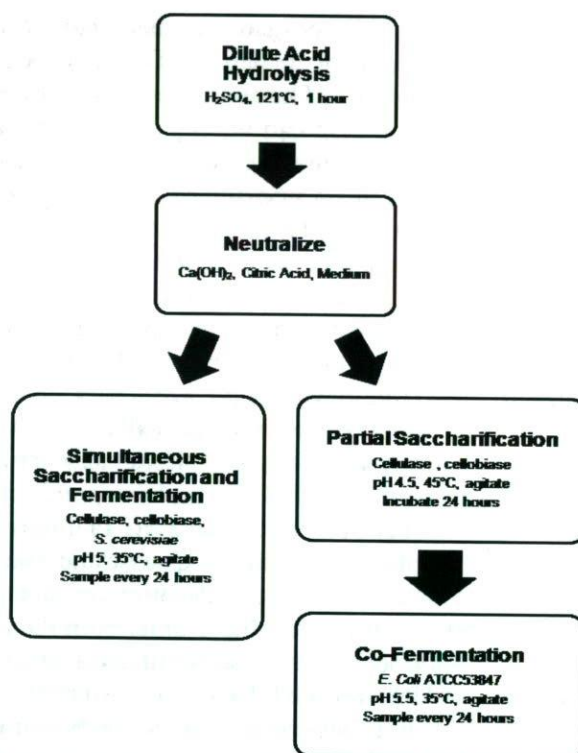 Dilute Acid
Hydrolysis
H₂SO₄, 121°C, 1 hour
Neutralize
Ca(OH)₂, Citric Acid, Medium
Simultaneous
Saccharification and
Fermentation
Cellulase, cellobiase,
S. cerevisiae
pH 5, 35°C, agitate
Sample every 24 hours
Partial Saccharification
Cellulase , cellobiase
pH 4.5, 45°C, agitate
Incubate 24 hours
Co-Fermentation
E. Coli ATCC53847
pH 5.5, 35°C, agitate
Sample every 24 hours